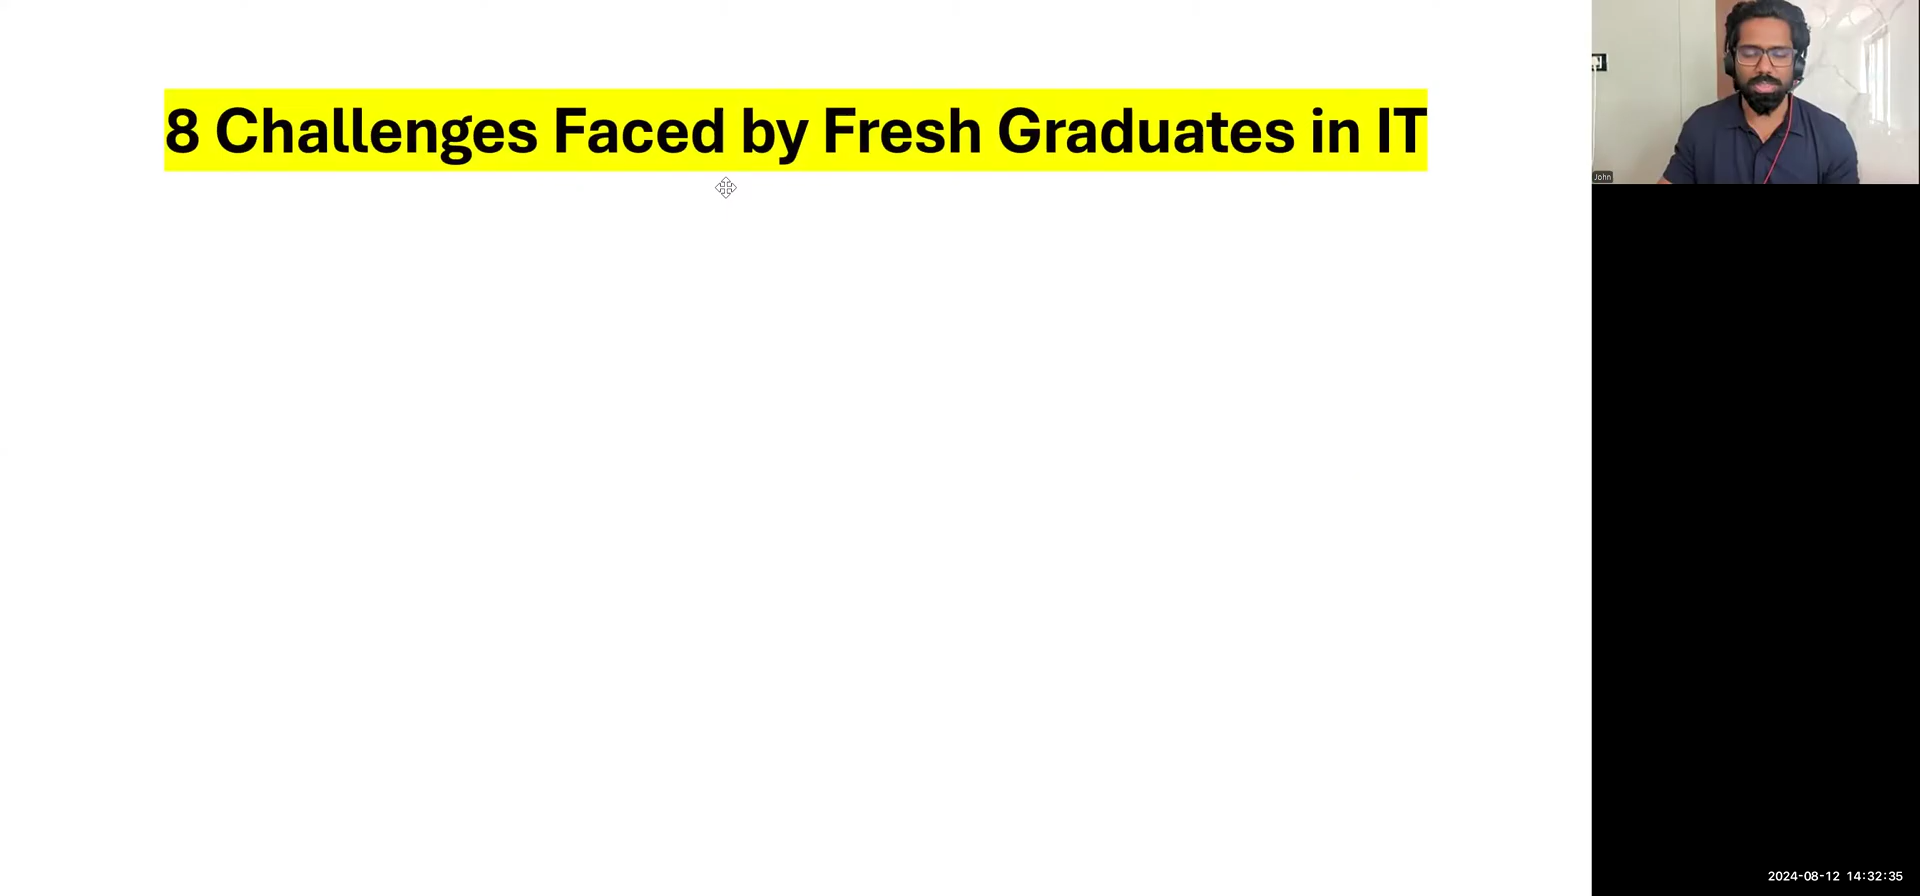 8 Challenges Faced by Fresh Graduates in IT
John
2024-08-12 14:32:35